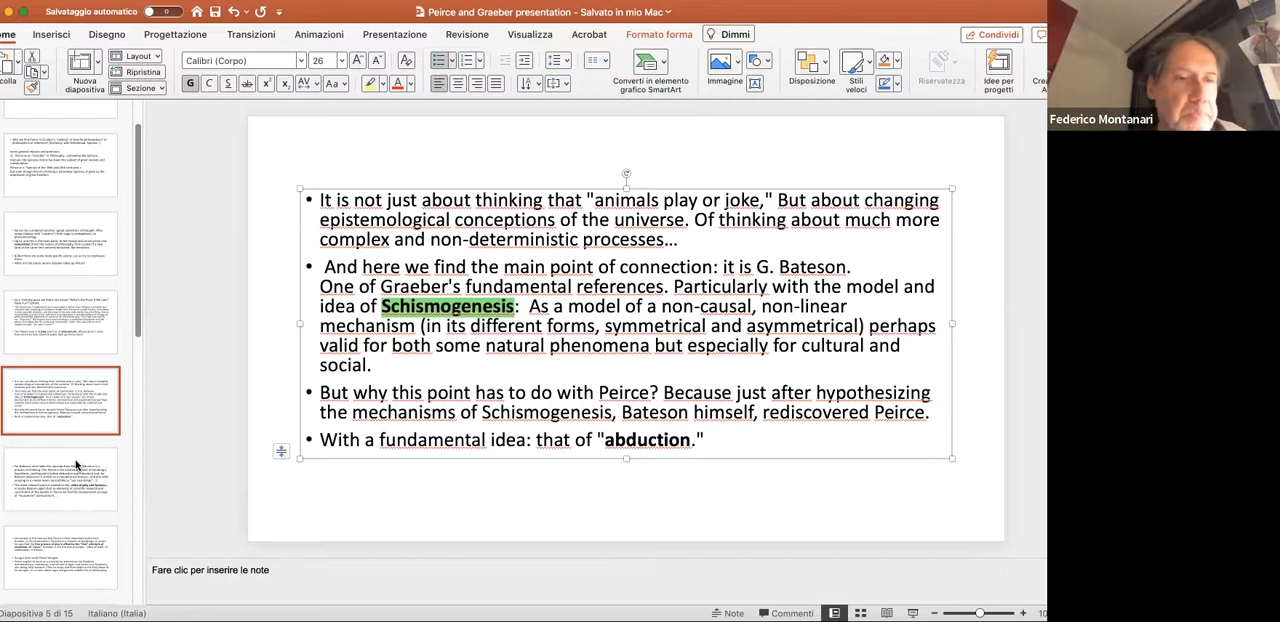 Salvataggio automatico
Peirce and Graeber presentation - Salvato in mio Mac
Inserisci Disegno Progettazione Transizioni Animazioni Presentazione Revisione Visualizza Acrobat Formato forma Dimmi Condividi
Nuova diapositiva
Layout
Ripristina
Sezione
Calibri (Corpo) 26
Converti in elemento grafico SmartArt
Immagine
Disposizione
Stili veloci
Riservatezza
Idee per progetti
Federico Montanari
• It is not just about thinking that "animals play or joke," But about changing
epistemological conceptions of the universe. Of thinking about much more
complex and non-deterministic processes...
• And here we find the main point of connection: it is G. Bateson.
One of Graeber's fundamental references. Particularly with the model and
idea of Schismogenesis. As a model of a non-causal, non-linear
mechanism (in its different forms, symmetrical and asymmetrical) perhaps
valid for both some natural phenomena but especially for cultural and
social.
But why this point has to do with Peirce? Because just after hypothesizing
the mechanisms of Schimogenesis, Bateson himself, rediscovered Peirce.
• With a fundamental idea: that of "abduction."
Fare clic per inserire le note
Diapositiva 5 di 15 Italiano (Italia) Note Commenti